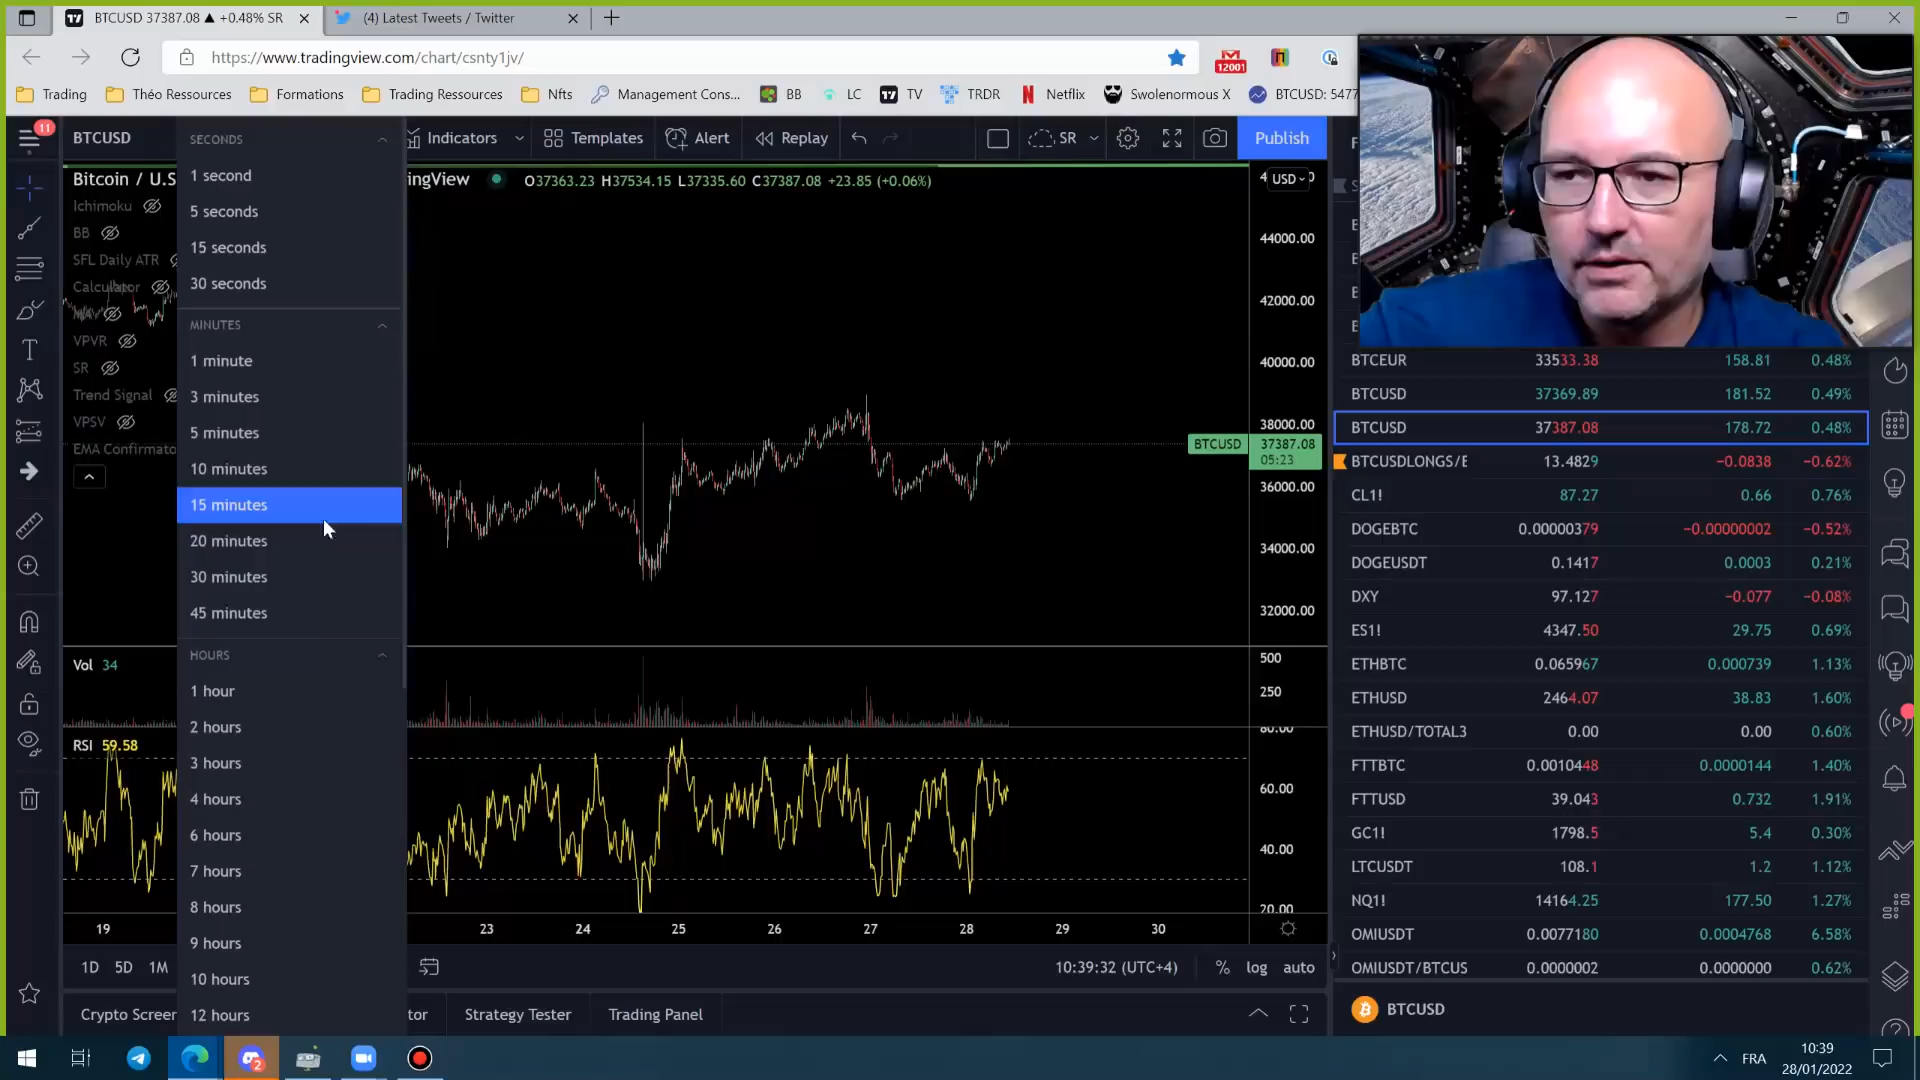 BTCUSD 37387.08 ▲ +0.48% SR
(4) Latest Tweets / Twitter
https://www.tradingview.com/chart/csnty1jv/
12001
Trading
Théo Ressources
Formations
Trading Ressources
Nfts
Management Cons...
BB
LC
TV
TRDR
Netflix
Swolenormous X
BTCUSD: 5477
11
BTCUSD
Indicators
Templates
Alert
Replay
SR
Publish
SECONDS
1 second
5 seconds
15 seconds
30 seconds
MINUTES
1 minute
3 minutes
5 minutes
10 minutes
15 minutes
20 minutes
30 minutes
45 minutes
HOURS
1 hour
2 hours
3 hours
4 hours
6 hours
7 hours
8 hours
9 hours
10 hours
12 hours
Bitcoin / U.S
ingView
O37363.23 H37534.15 L37335.60 C37387.08 +23.85 (+0.06%)
Ichimoku
BB
SFL Daily ATR
Calculator
MA
VPVR
SR
Trend Signal
VPSV
EMA Confirmato
USD
44000.00
42000.00
40000.00
38000.00
BTCUSD 37387.08
05:23
36000.00
34000.00
32000.00
Vol 34
500
250
RSI 59.58
80.00
60.00
40.00
20.00
19
23
24
25
26
27
28
29
30
1D
5D
1M
10:39:32 (UTC+4)
%
log
auto
Crypto Screen
tor
Strategy Tester
Trading Panel
BTCEUR 33533.38 158.81 0.48%
BTCUSD 37369.89 181.52 0.49%
BTCUSD 37387.08 178.72 0.48%
BTCUSDLONGS/E 13.4829 −0.0838 −0.62%
CL1! 87.27 0.66 0.76%
DOGEBTC 0.00000379 −0.00000002 −0.52%
DOGEUSDT 0.1417 0.0003 0.21%
DXY 97.127 −0.077 −0.08%
ES1! 4347.50 29.75 0.69%
ETHBTC 0.065967 0.000739 1.13%
ETHUSD 2464.07 38.83 1.60%
ETHUSD/TOTAL3 0.00 0.00 0.60%
FTTBTC 0.0010448 0.0000144 1.40%
FTTUSD 39.043 0.732 1.91%
GC1! 1798.5 5.4 0.30%
LTCUSDT 108.1 1.2 1.12%
NQ1! 14164.25 177.50 1.27%
OMIUSDT 0.0077180 0.0004768 6.58%
OMIUSDT/BTCUS 0.0000002 0.0000000 0.62%
BTCUSD
2
FRA
10:39
28/01/2022